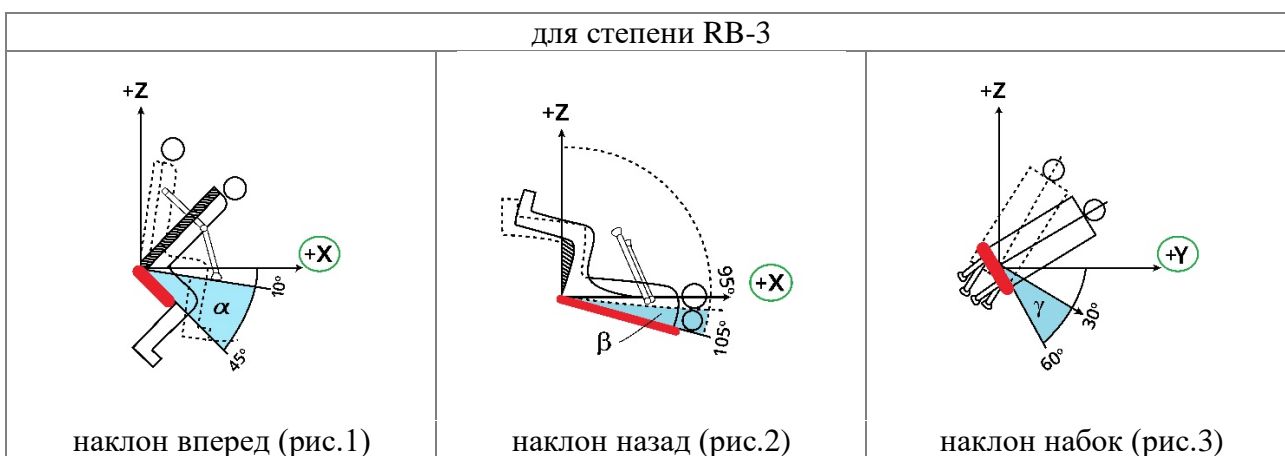 для степени RB-3
+Z
+X
10°
α
45°
наклон вперед (рис.1)
+Z
+X
95°
105°
β
наклон назад (рис.2)
+Z
+Y
30°
γ
60°
наклон набок (рис.3)